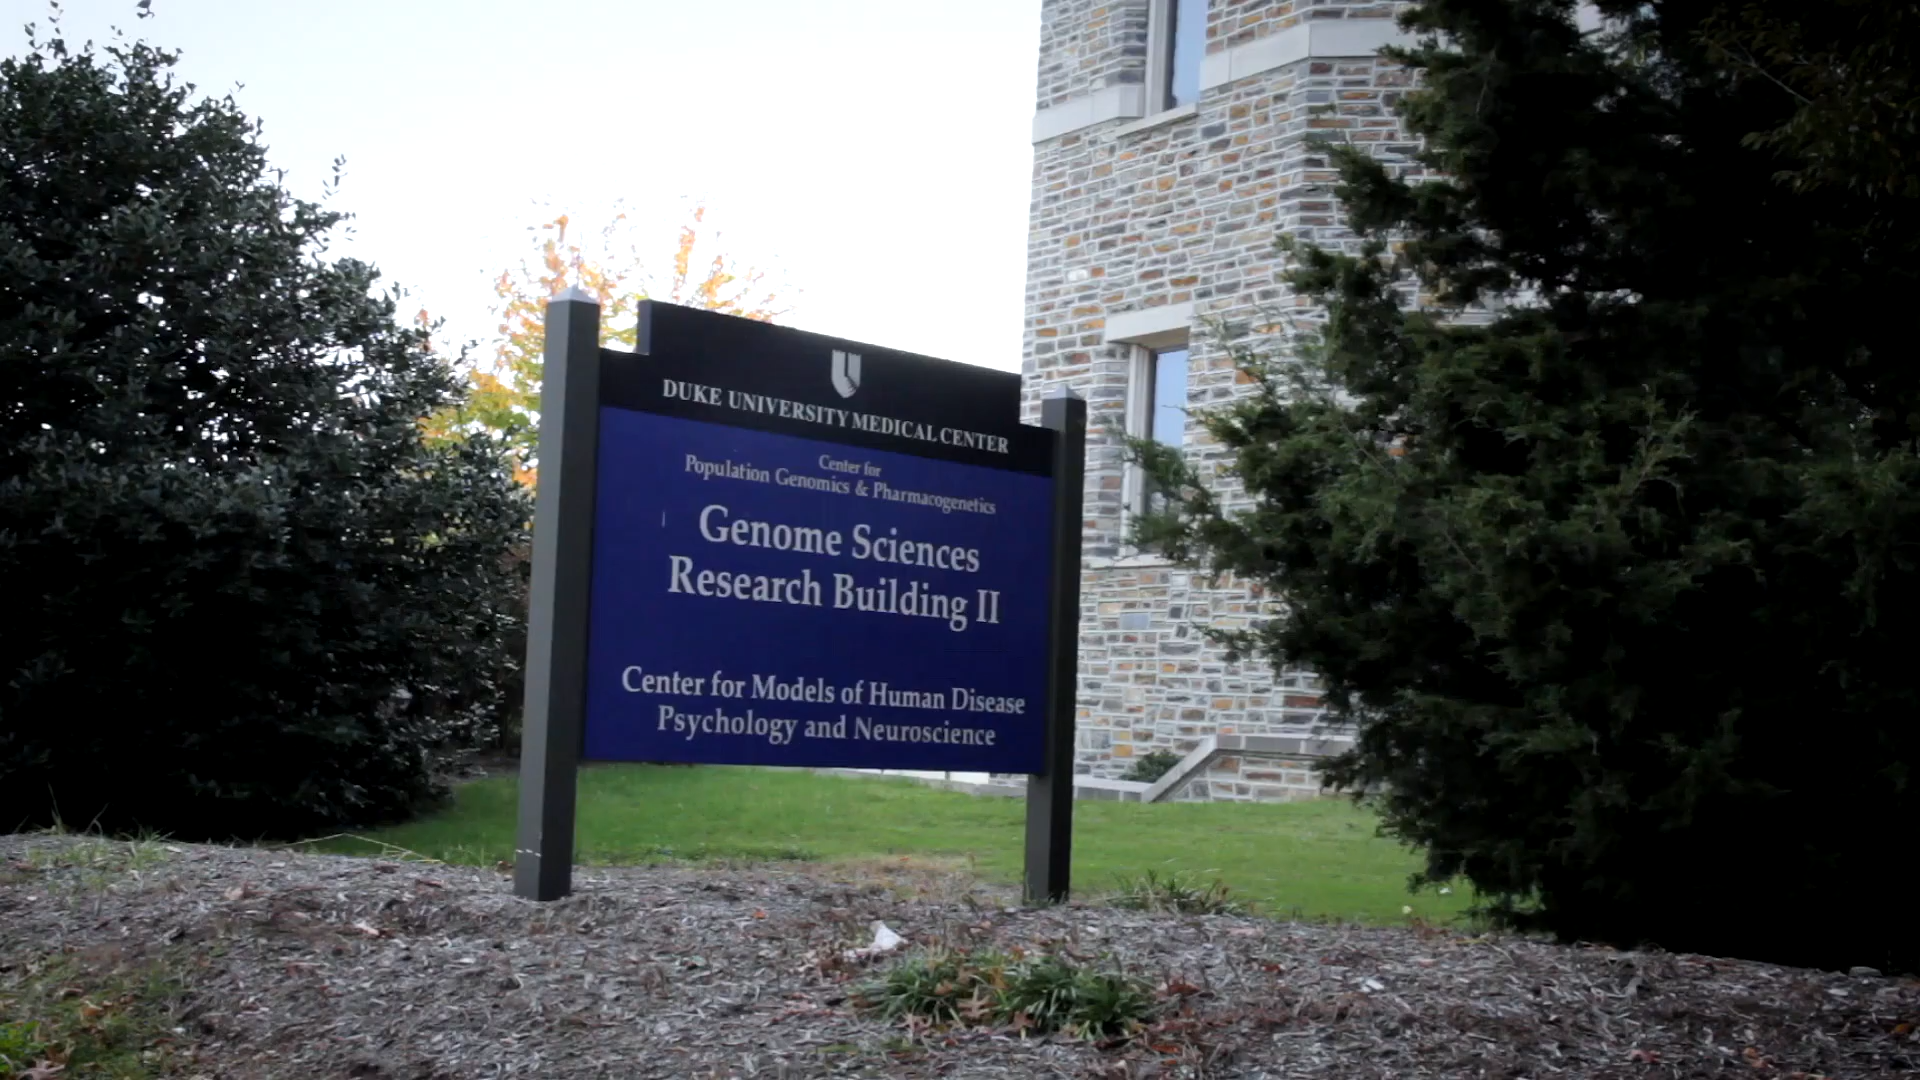 DUKE UNIVERSITY MEDICAL CENTER
Center for
Population Genomics & Pharmacogenetics
Genome Sciences
Research Building II
Center for Models of Human Disease
Psychology and Neuroscience